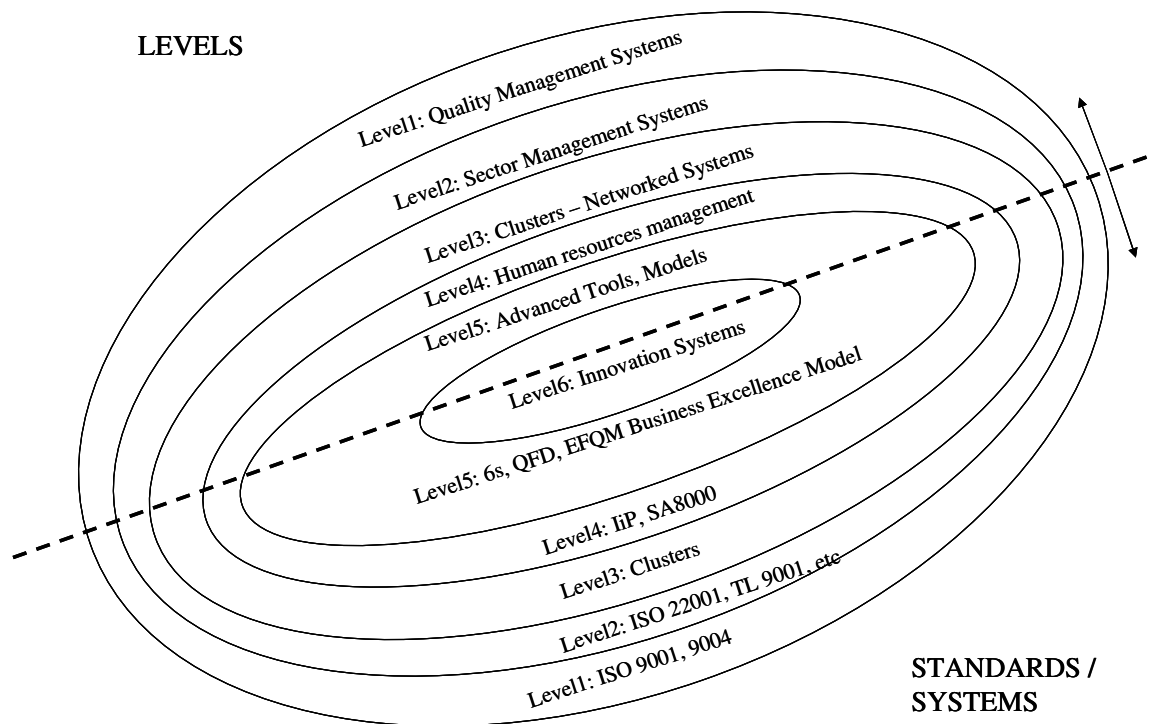 LEVELS
Level1: Quality Management Systems
Level2: Sector Management Systems
Level3: Clusters – Networked Systems
Level4: Human resources management
Level5: Advanced Tools, Models
Level6: Innovation Systems
Level5: 6s, QFD, EFQM Business Excellence Model
Level4: IiP, SA8000
Level3: Clusters
Level2: ISO 22001, TL 9001, etc
Level1: ISO 9001, 9004
STANDARDS /
SYSTEMS